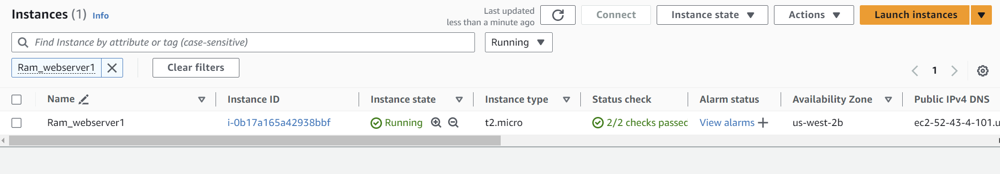 Instances (1) Info
Last updated
less than a minute ago
Connect
Instance state
Actions
Launch instances
Find Instance by attribute or tag (case-sensitive)
Running
Ram_webserver1
Clear filters
1
Name Instance ID Instance state Instance type Status check Alarm status Availability Zone Public IPv4 DNS
Ram_webserver1 i-0b17a165a42938bbf Running t2.micro 2/2 checks passed View alarms us-west-2b ec2-52-43-4-101.u